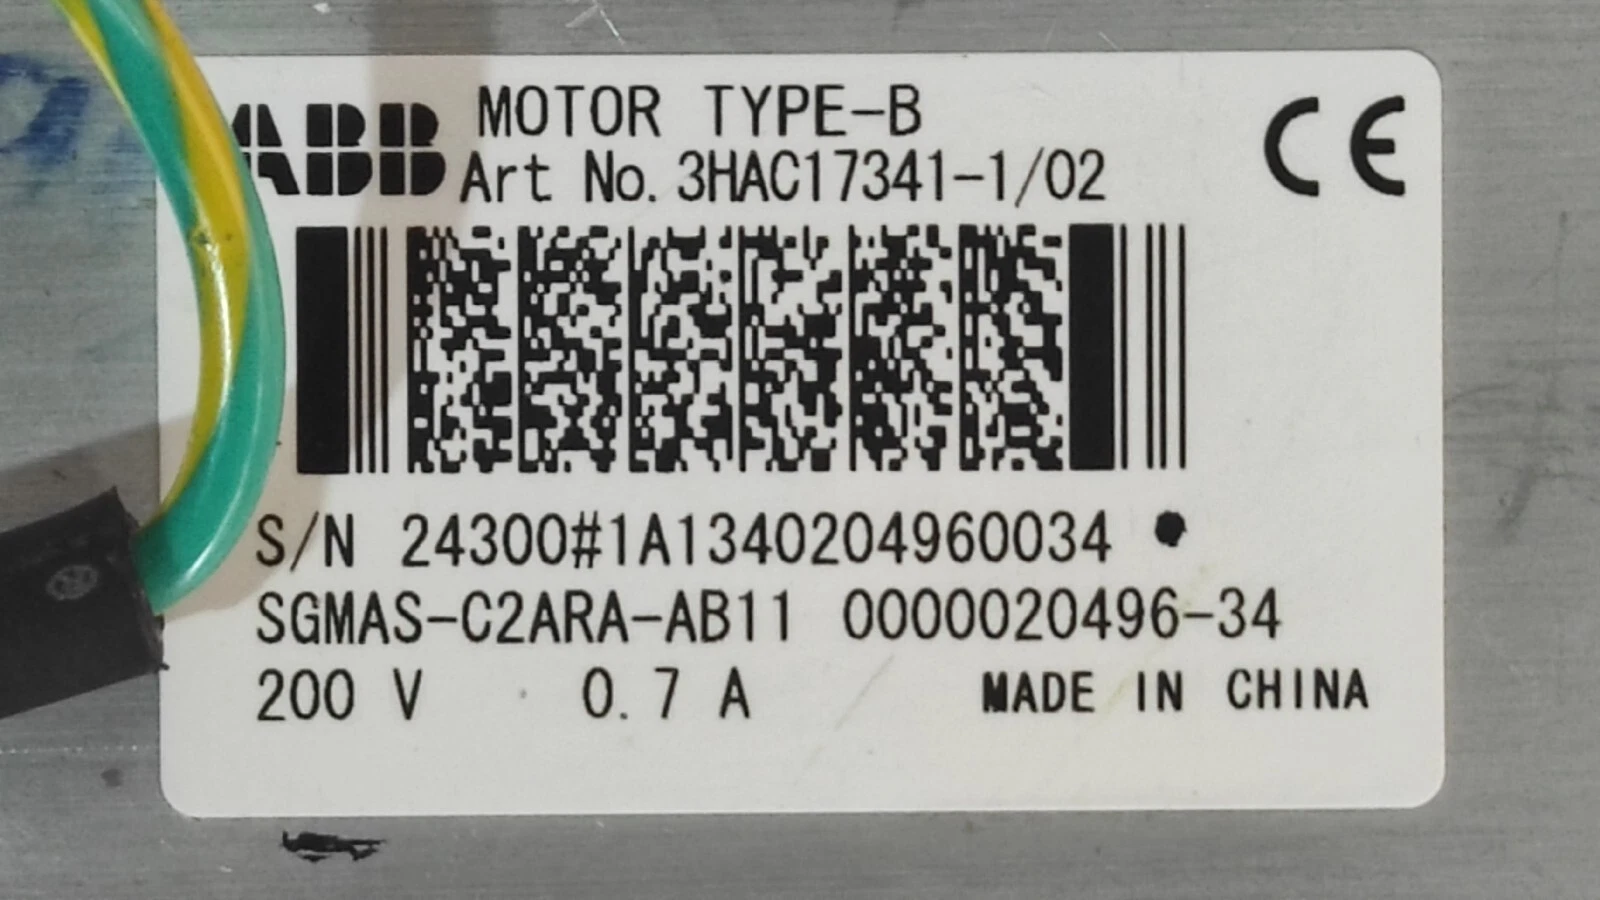 ABB MOTOR TYPE-B CE
Art No. 3HAC17341-1/02
S/N 24300#1A1340204960034
SGMAS-C2ARA-AB11 0000020496-34
200 V 0.7 A MADE IN CHINA